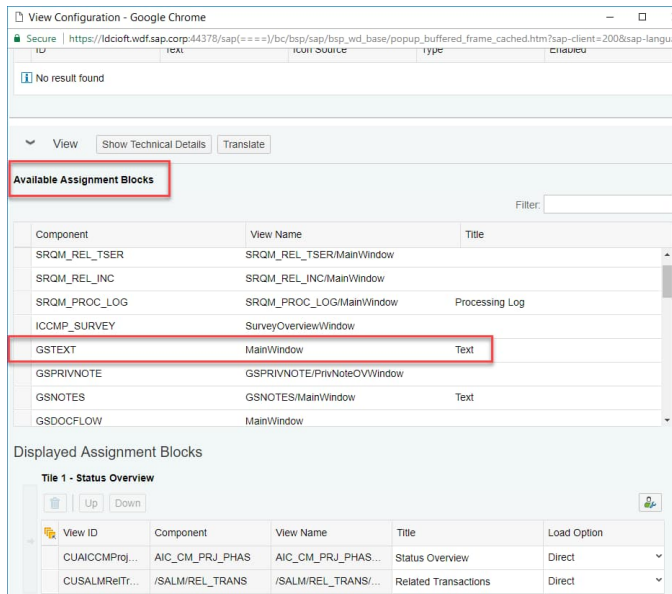 View Configuration - Google Chrome
Secure | https://ldcioft.wdf.sap.corp:44378/sap(====)/bc/bsp/sap/bsp_wd_base/popup_buffered_frame_cached.htm?sap-client=200&sap-langu
ID Text Icon Source Type Enabled
No result found
View Show Technical Details Translate
Available Assignment Blocks
Filter:
Component View Name Title
SRQM_REL_TSER SRQM_REL_TSER/MainWindow
SRQM_REL_INC SRQM_REL_INC/MainWindow
SRQM_PROC_LOG SRQM_PROC_LOG/MainWindow Processing Log
ICCMP_SURVEY SurveyOverviewWindow
GSTEXT MainWindow Text
GSPRIVNOTE GSPRIVNOTE/PrivNoteOVWindow
GSNOTES GSNOTES/MainWindow Text
GSDOCFLOW MainWindow
Displayed Assignment Blocks
Tile 1 - Status Overview
Up Down
View ID Component View Name Title Load Option
CUAICCMProj... AIC_CM_PRJ_PHAS AIC_CM_PRJ_PHAS... Status Overview Direct
CUSALMRelTr... /SALM/REL_TRANS /SALM/REL_TRANS/... Related Transactions Direct